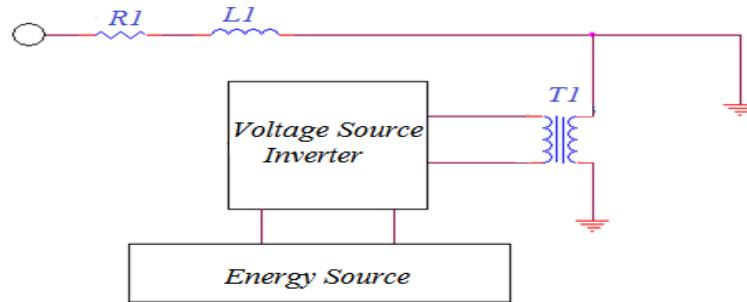 R1
L1
T1
Voltage Source
Inverter
Energy Source